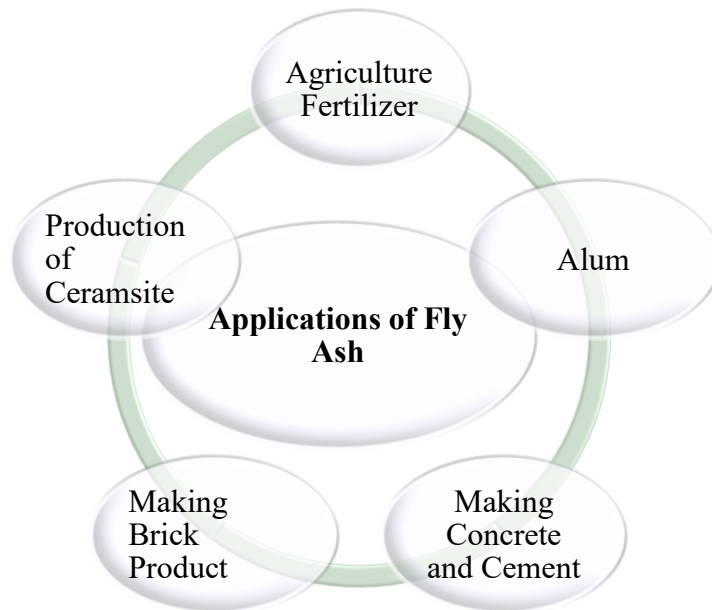 Agriculture
Fertilizer
Production
of
Ceramsite
Alum
Applications of Fly
Ash
Making
Brick
Product
Making
Concrete
and Cement